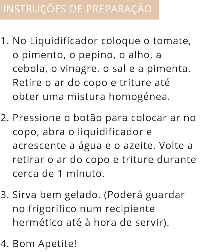 INSTRUÇÕES DE PREPARAÇÃO
1. No Liquidificador coloque o tomate,
o pimento, o pepino, o alho, a
cebola, o vinagre, o sal e a pimenta.
Retire o ar do copo e triture até
obter uma mistura homogénea.
2. Pressione o botão para colocar ar no
copo, abra o liquidificador e
acrescente a água e o azeite. Volte a
retirar o ar do copo e triture durante
cerca de 1 minuto.
3. Sirva bem gelado. (Poderá guardar
no frigorifico num recipiente
hermético até à hora de servir).
4. Bom Apetite!